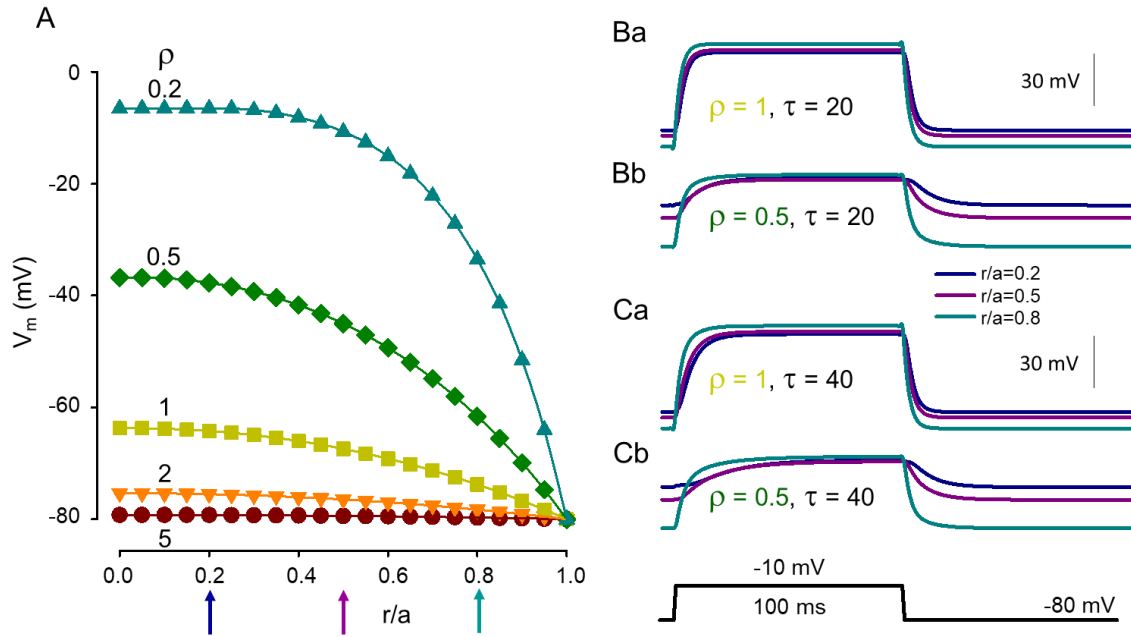 A
ρ
0
0.2
-20
0.5
-40
V_m (mV)
1
-60
2
-80
5
0.0 0.2 0.4 0.6 0.8 1.0
r/a
Ba
30 mV
ρ = 1, τ = 20
Bb
ρ = 0.5, τ = 20
r/a=0.2
r/a=0.5
r/a=0.8
Ca
30 mV
ρ = 1, τ = 40
Cb
ρ = 0.5, τ = 40
-10 mV
100 ms
-80 mV